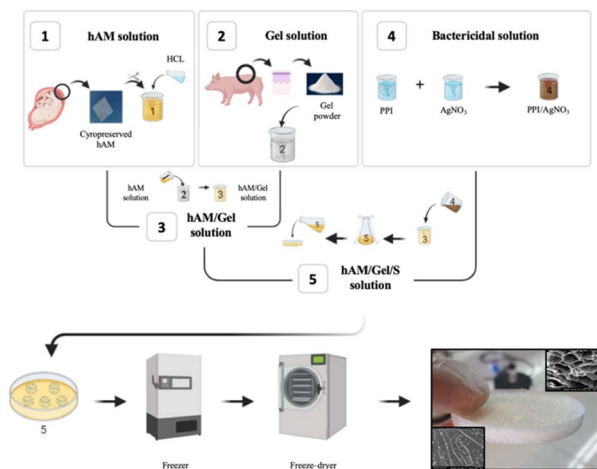 1
hAM solution
HCL
1
Cyropreserved
hAM
2
Gel solution
Gel
powder
2
4
Bactericidal solution
PPI
+
AgNO₃
4
PPI/AgNO₃
hAM
solution
2
3
hAM/Gel
solution
3
hAM/Gel
solution
4
3
5
5
5
hAM/Gel/S
solution
5
Freezer
Freeze-dryer